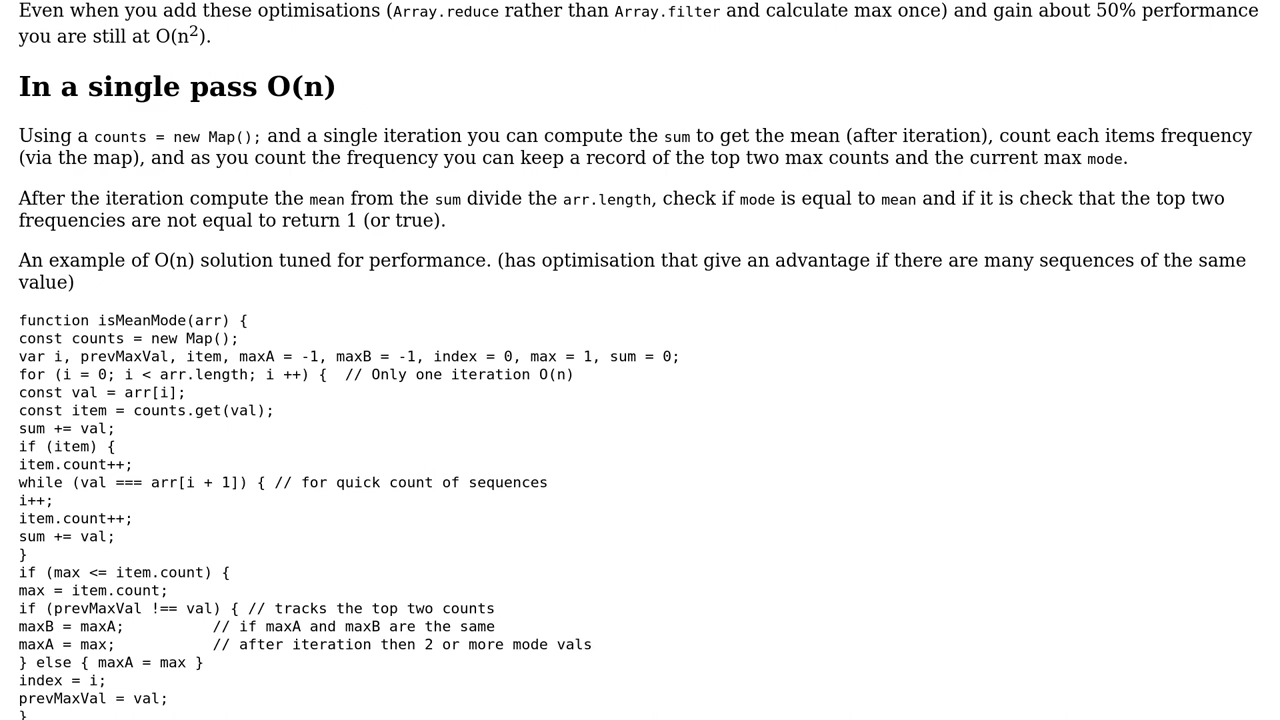 Even when you add these optimisations (Array.reduce rather than Array.filter and calculate max once) and gain about 50% performance
you are still at O(n²).
In a single pass O(n)
Using a counts = new Map(); and a single iteration you can compute the sum to get the mean (after iteration), count each items frequency
(via the map), and as you count the frequency you can keep a record of the top two max counts and the current max mode.
After the iteration compute the mean from the sum divide the arr.length, check if mode is equal to mean and if it is check that the top two
frequencies are not equal to return 1 (or true).
An example of O(n) solution tuned for performance. (has optimisation that give an advantage if there are many sequences of the same
value)
function isMeanMode(arr) {
const counts = new Map();
var i, prevMaxVal, item, maxA = -1, maxB = -1, index = 0, max = 1, sum = 0;
for (i = 0; i < arr.length; i ++) {  // Only one iteration O(n)
const val = arr[i];
const item = counts.get(val);
sum += val;
if (item) {
item.count++;
while (val === arr[i + 1]) { // for quick count of sequences
i++;
item.count++;
sum += val;
}
if (max <= item.count) {
max = item.count;
if (prevMaxVal !== val) { // tracks the top two counts
maxB = maxA;          // if maxA and maxB are the same
maxA = max;           // after iteration then 2 or more mode vals
} else { maxA = max }
index = i;
prevMaxVal = val;
}